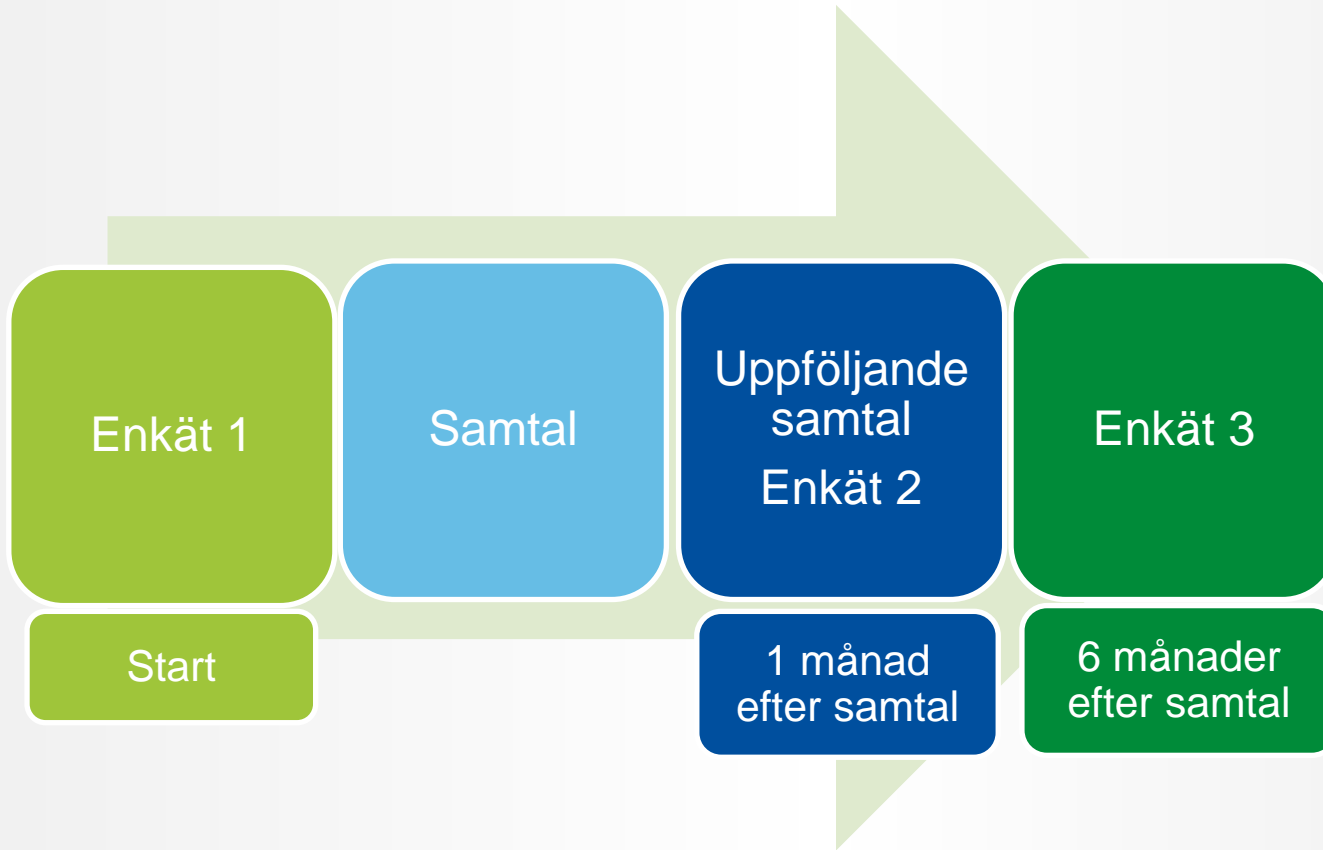 Enkät 1
Samtal
Uppföljande
samtal
Enkät 2
Enkät 3
Start
1 månad
efter samtal
6 månader
efter samtal